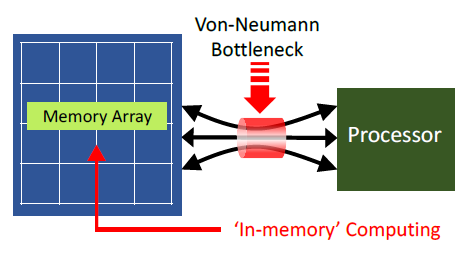 Von-Neumann
Bottleneck
Memory Array
Processor
‘In-memory’ Computing